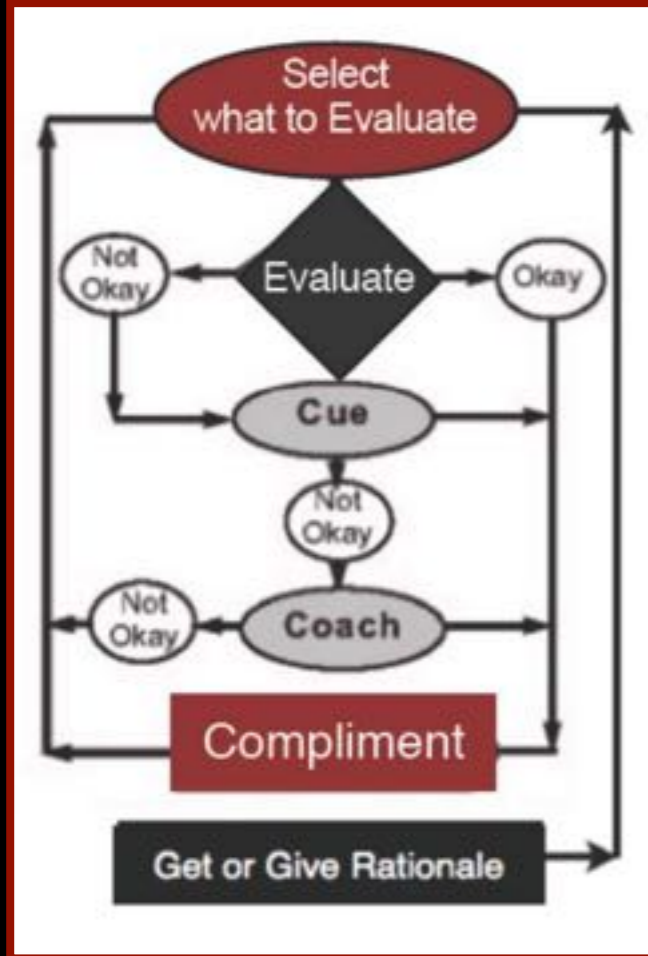 Select
what to Evaluate
Not
Okay
Evaluate
Okay
Cue
Not
Okay
Not
Okay
Coach
Compliment
Get or Give Rationale